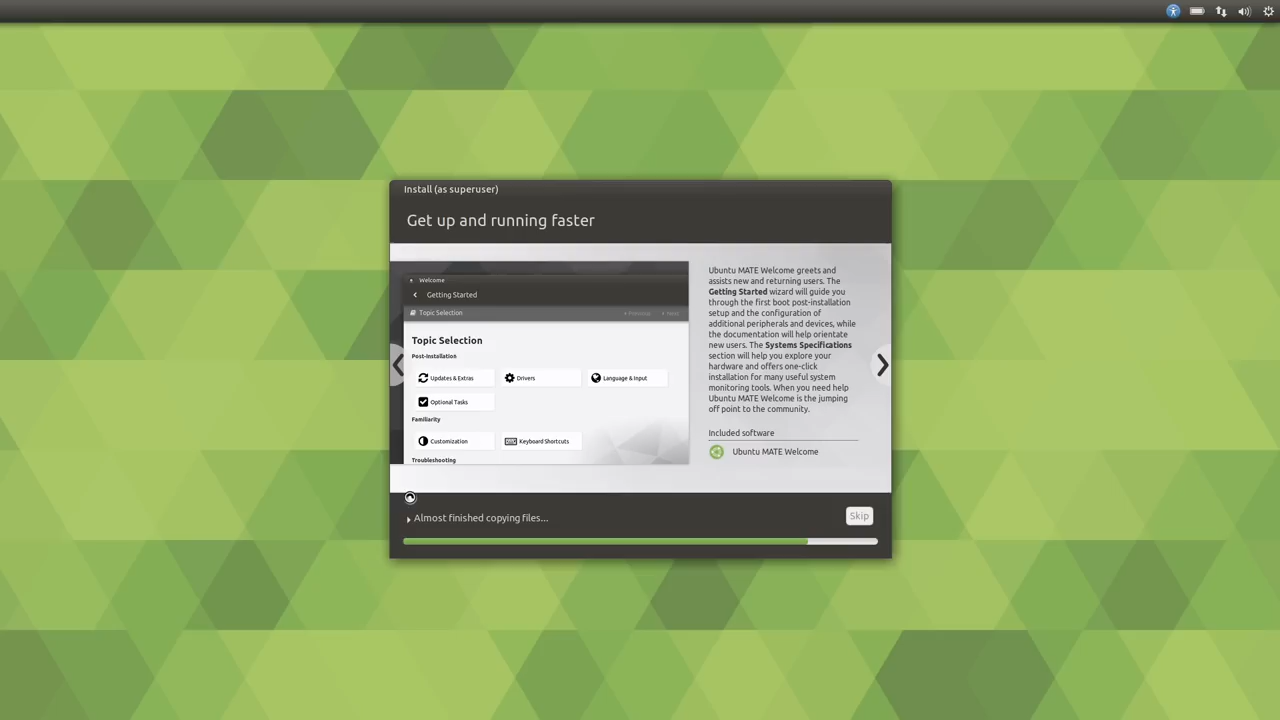 Install (as superuser)
Get up and running faster
Welcome
Getting Started
Topic Selection
Previous
Next
Topic Selection
Post-Installation
Updates & Extras
Drivers
Language & Input
Optional Tasks
Familiarity
Customization
Keyboard Shortcuts
Troubleshooting
Ubuntu MATE Welcome greets and
assists new and returning users. The
Getting Started wizard will guide you
through the first boot post-installation
setup and the configuration of
additional peripherals and devices, while
the documentation will help orientate
new users. The Systems Specifications
section will help you explore your
hardware and offers one-click
installation for many useful system
monitoring tools. When you need help
Ubuntu MATE Welcome is the jumping
off point to the community.
Included software
Ubuntu MATE Welcome
Almost finished copying files...
Skip